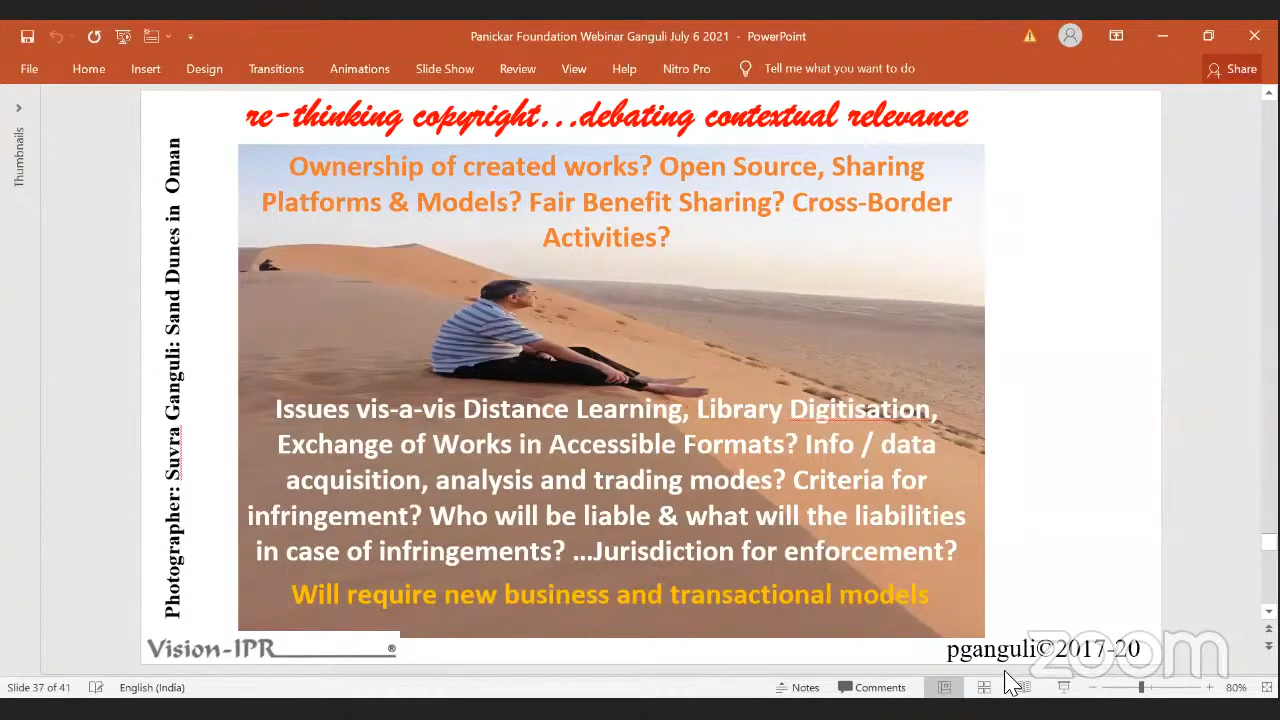 Panickar Foundation Webinar Ganguli July 6 2021 - PowerPoint
File Home Insert Design Transitions Animations Slide Show Review View Help Nitro Pro Tell me what you want to do Share
Thumbnails
re-thinking copyright...debating contextual relevance
Photographer: Suvra Ganguli: Sand Dunes in Oman
Ownership of created works? Open Source, Sharing
Platforms & Models? Fair Benefit Sharing? Cross-Border
Activities?
Issues vis-a-vis Distance Learning, Library Digitisation,
Exchange of Works in Accessible Formats? Info / data
acquisition, analysis and trading modes? Criteria for
infringement? Who will be liable & what will the liabilities
in case of infringements? ...Jurisdiction for enforcement?
Will require new business and transactional models
Vision-IPR ®
pganguli©2017-20
zoom
Slide 37 of 41 English (India) Notes Comments 80%